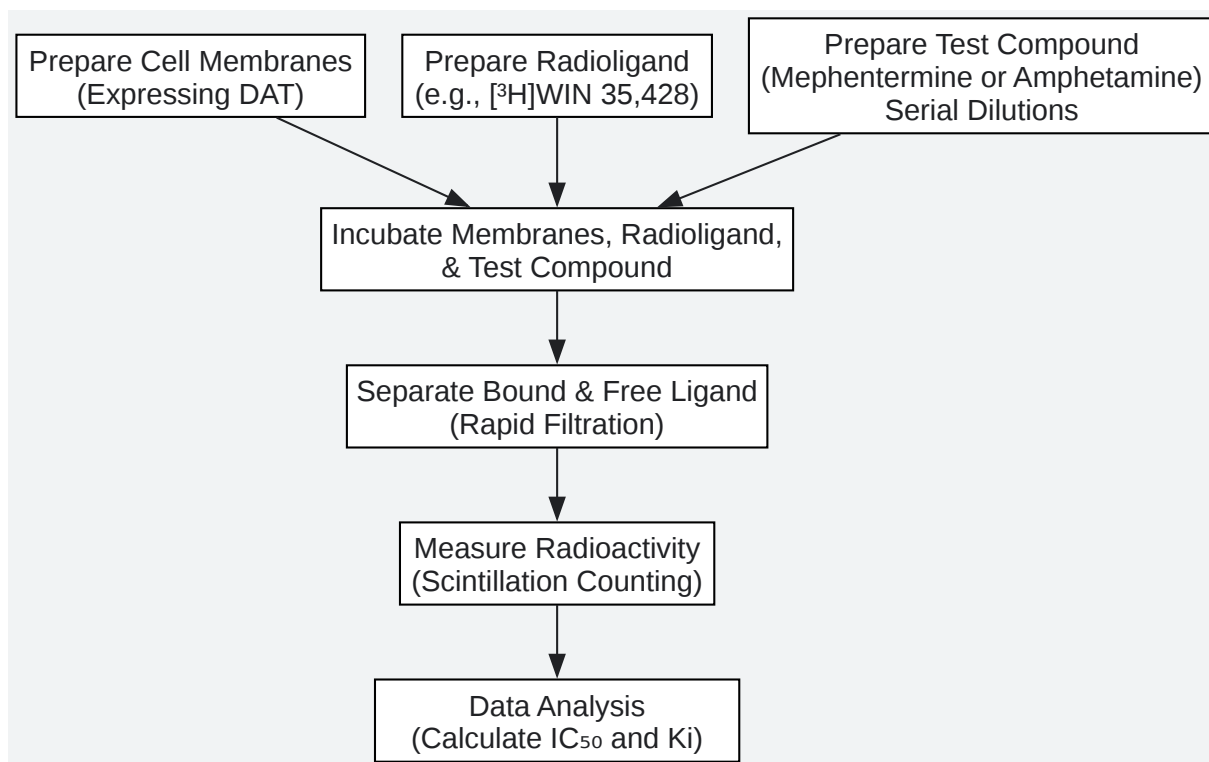 Prepare Cell Membranes
(Expressing DAT)
Prepare Radioligand
(e.g., [³H]WIN 35,428)
Prepare Test Compound
(Mephentermine or Amphetamine)
Serial Dilutions
Incubate Membranes, Radioligand,
& Test Compound
Separate Bound & Free Ligand
(Rapid Filtration)
Measure Radioactivity
(Scintillation Counting)
Data Analysis
(Calculate IC₅₀ and Ki)